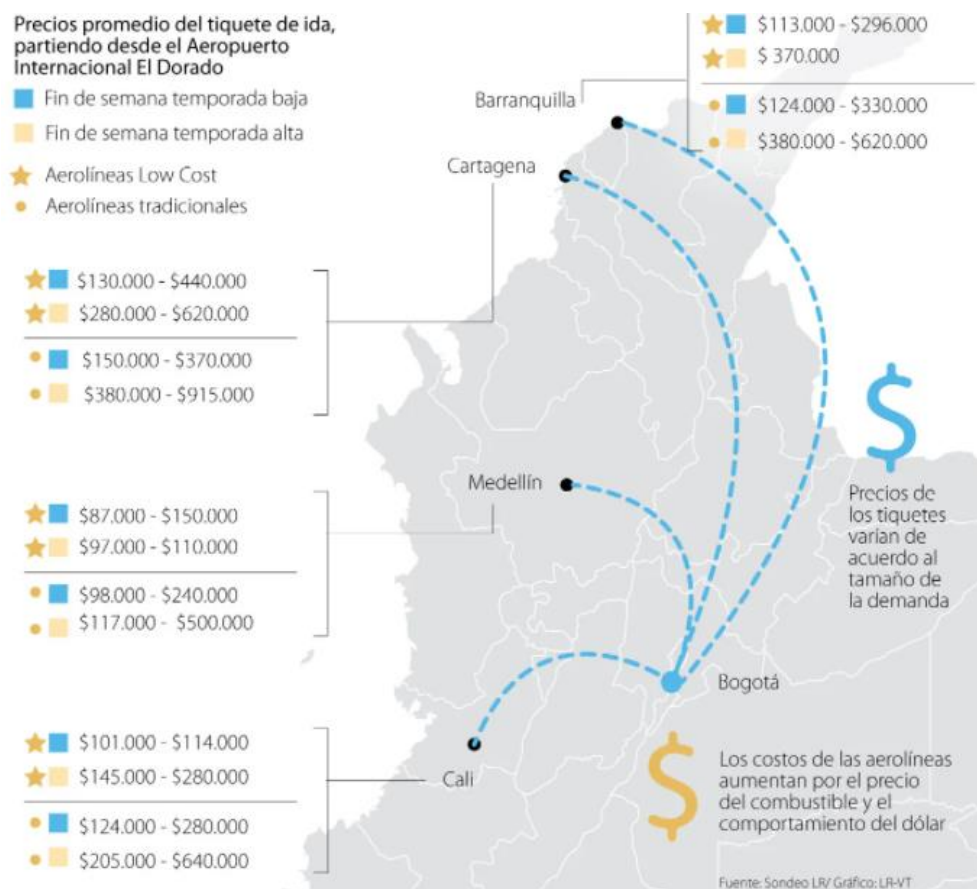 Precios promedio del tiquete de ida,
partiendo desde el Aeropuerto
Internacional El Dorado
Fin de semana temporada baja
Fin de semana temporada alta
Aerolíneas Low Cost
Aerolíneas tradicionales
$113.000 - $296.000
$ 370.000
$124.000 - $330.000
$380.000 - $620.000
Barranquilla
Cartagena
$130.000 - $440.000
$280.000 - $620.000
$150.000 - $370.000
$380.000 - $915.000
Medellín
$87.000 - $150.000
$97.000 - $110.000
$98.000 - $240.000
$117.000 - $500.000
$
Precios de
los tiquetes
varían de
acuerdo al
tamaño de
la demanda
Bogotá
Cali
$101.000 - $114.000
$145.000 - $280.000
$124.000 - $280.000
$205.000 - $640.000
$
Los costos de las aerolíneas
aumentan por el precio
del combustible y el
comportamiento del dólar
Fuente: Sondeo LR/ Gráfico: LR-VT